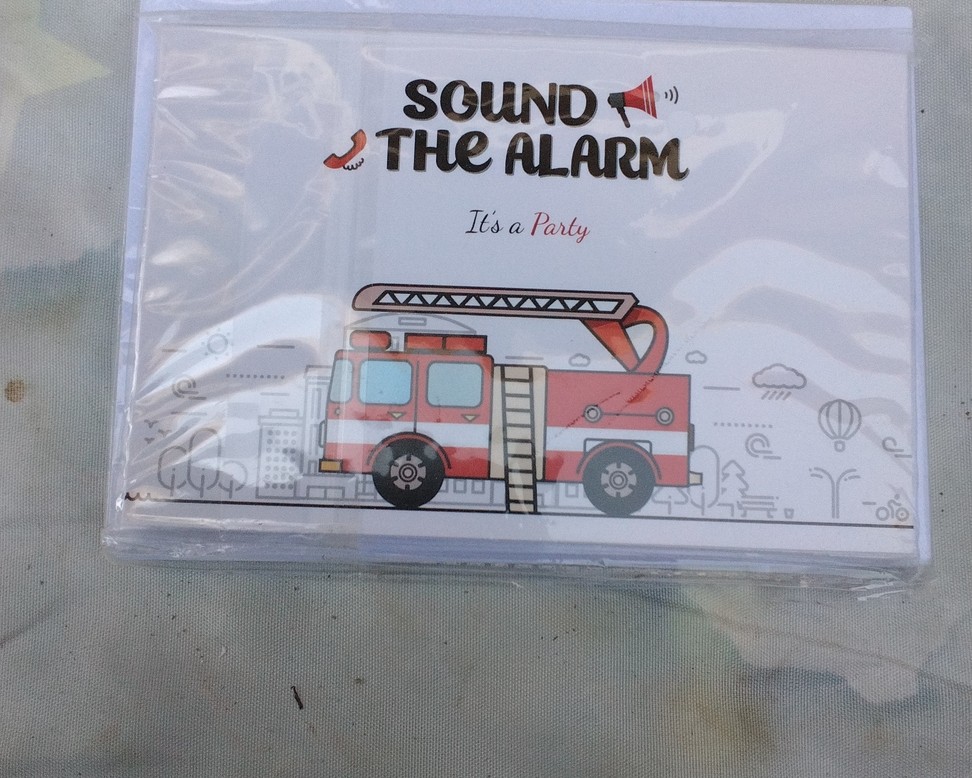 SOUND
THe ALARM
It's a Party